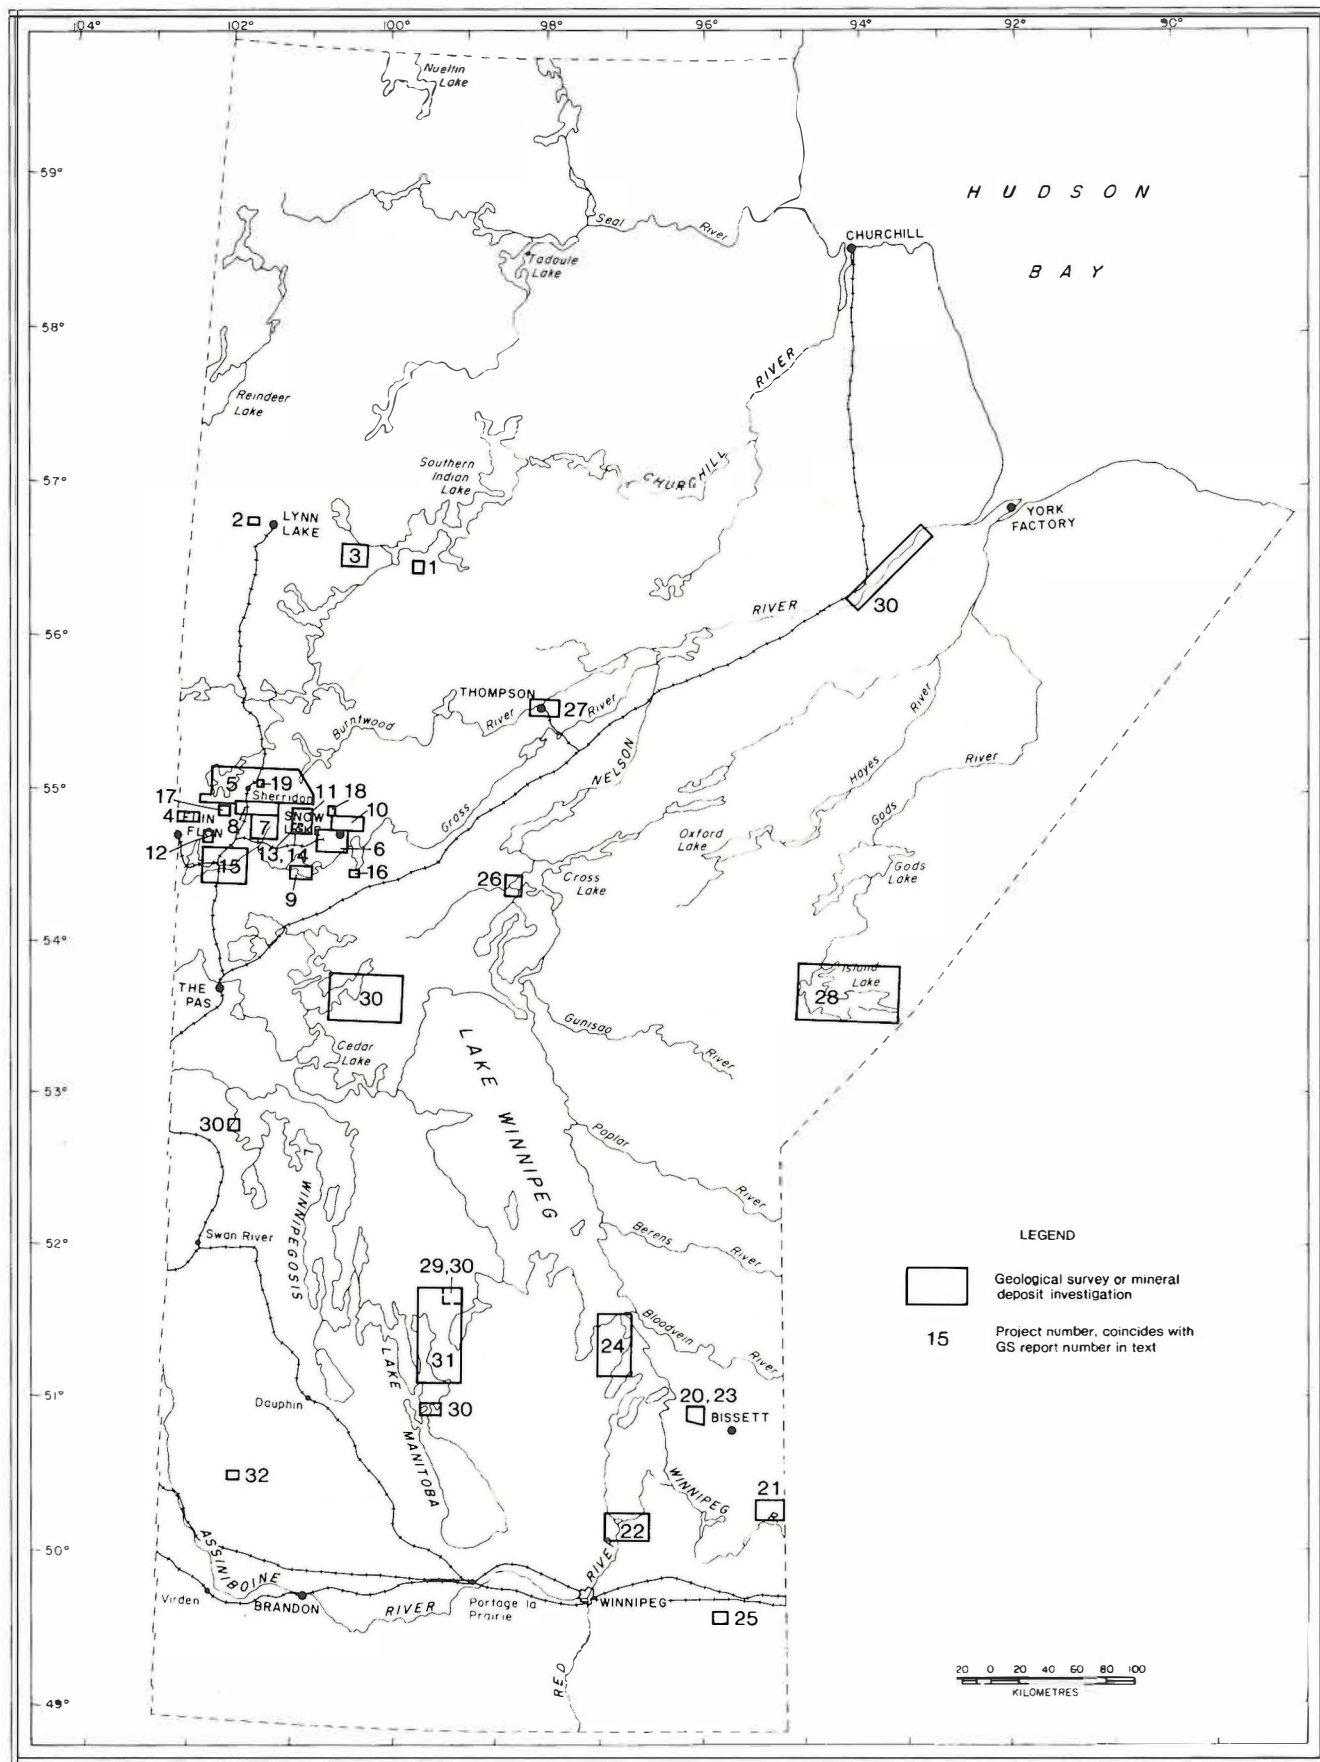 104°
102°
100°
98°
96°
94°
92°
90°
Nueltin
Lake
59°
HUDSON
BAY
Seal River
CHURCHILL
Tadoule
Lake
58°
RIVER
Reindeer
Lake
Southern
Indian
Lake
CHURCHILL
57°
2
LYNN
LAKE
3
1
YORK
FACTORY
30
RIVER
56°
THOMPSON
27
Burntwood River
River
NELSON
Hayes River
Gods River
55°
5
19
Sherridon
11
18
17
10
4
FLIN
FLON
8
7
SNOW
LAKE
12
13, 14
6
15
16
9
Grass
Oxford
Lake
Gods
Lake
26
Cross
Lake
54°
THE
PAS
30
Island
Lake
28
Gunisao River
Cedar
Lake
LAKE WINNIPEG
53°
30
Poplar River
L. WINNIPEGOSIS
Berens River
52°
Swan River
29,30
31
24
Bloodvein River
LAKE MANITOBA
51°
Dauphin
30
20, 23
BISSETT
32
WINNIPEG R.
21
22
50°
ASSINIBOINE RIVER
RIVER
Virden
BRANDON
Portage la
Prairie
WINNIPEG
25
RED
49°
LEGEND
Geological survey or mineral
deposit investigation
15
Project number, coincides with
GS report number in text
20 0 20 40 60 80 100
KILOMETRES